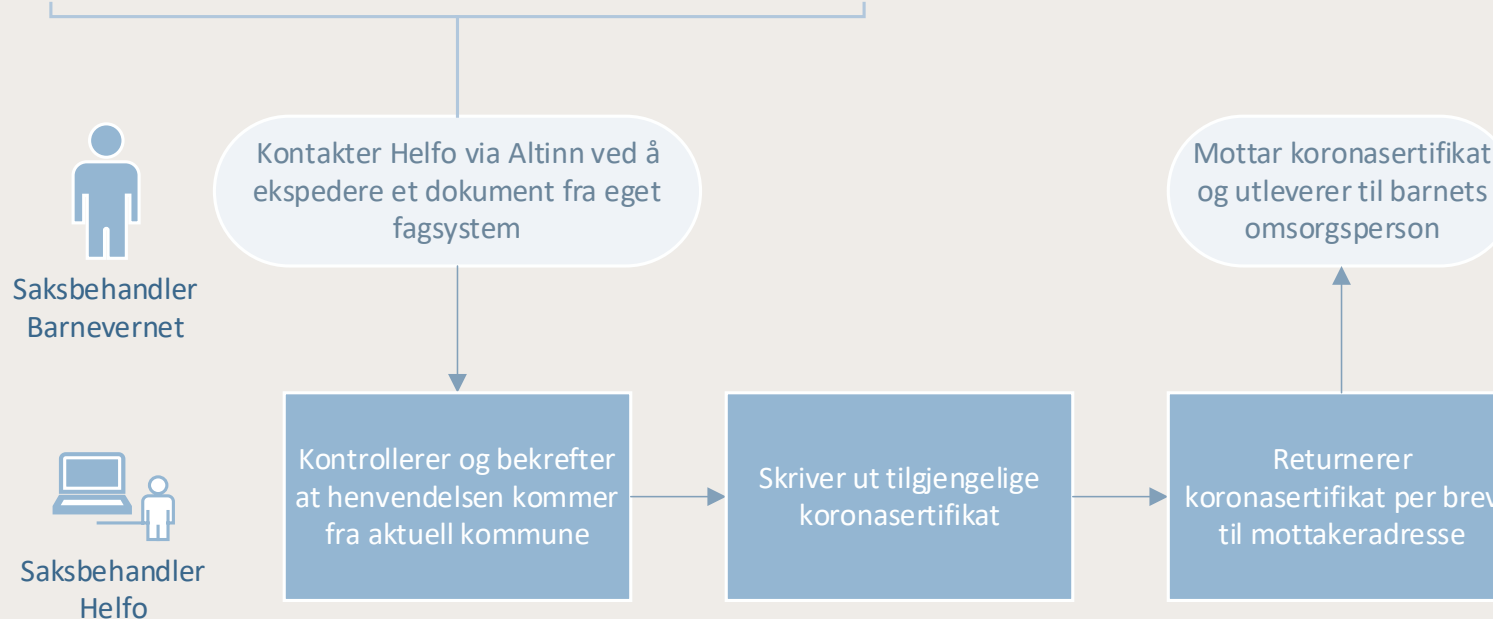 Kontakter Helfo via Altinn ved å
ekspedere et dokument fra eget
fagsystem
Mottar koronasertifikat
og utleverer til barnets
omsorgsperson
Saksbehandler
Barnevernet
Kontrollerer og bekrefter
at henvendelsen kommer
fra aktuell kommune
Skriver ut tilgjengelige
koronasertifikat
Returnerer
koronasertifikat per brev
til mottakeradresse
Saksbehandler
Helfo